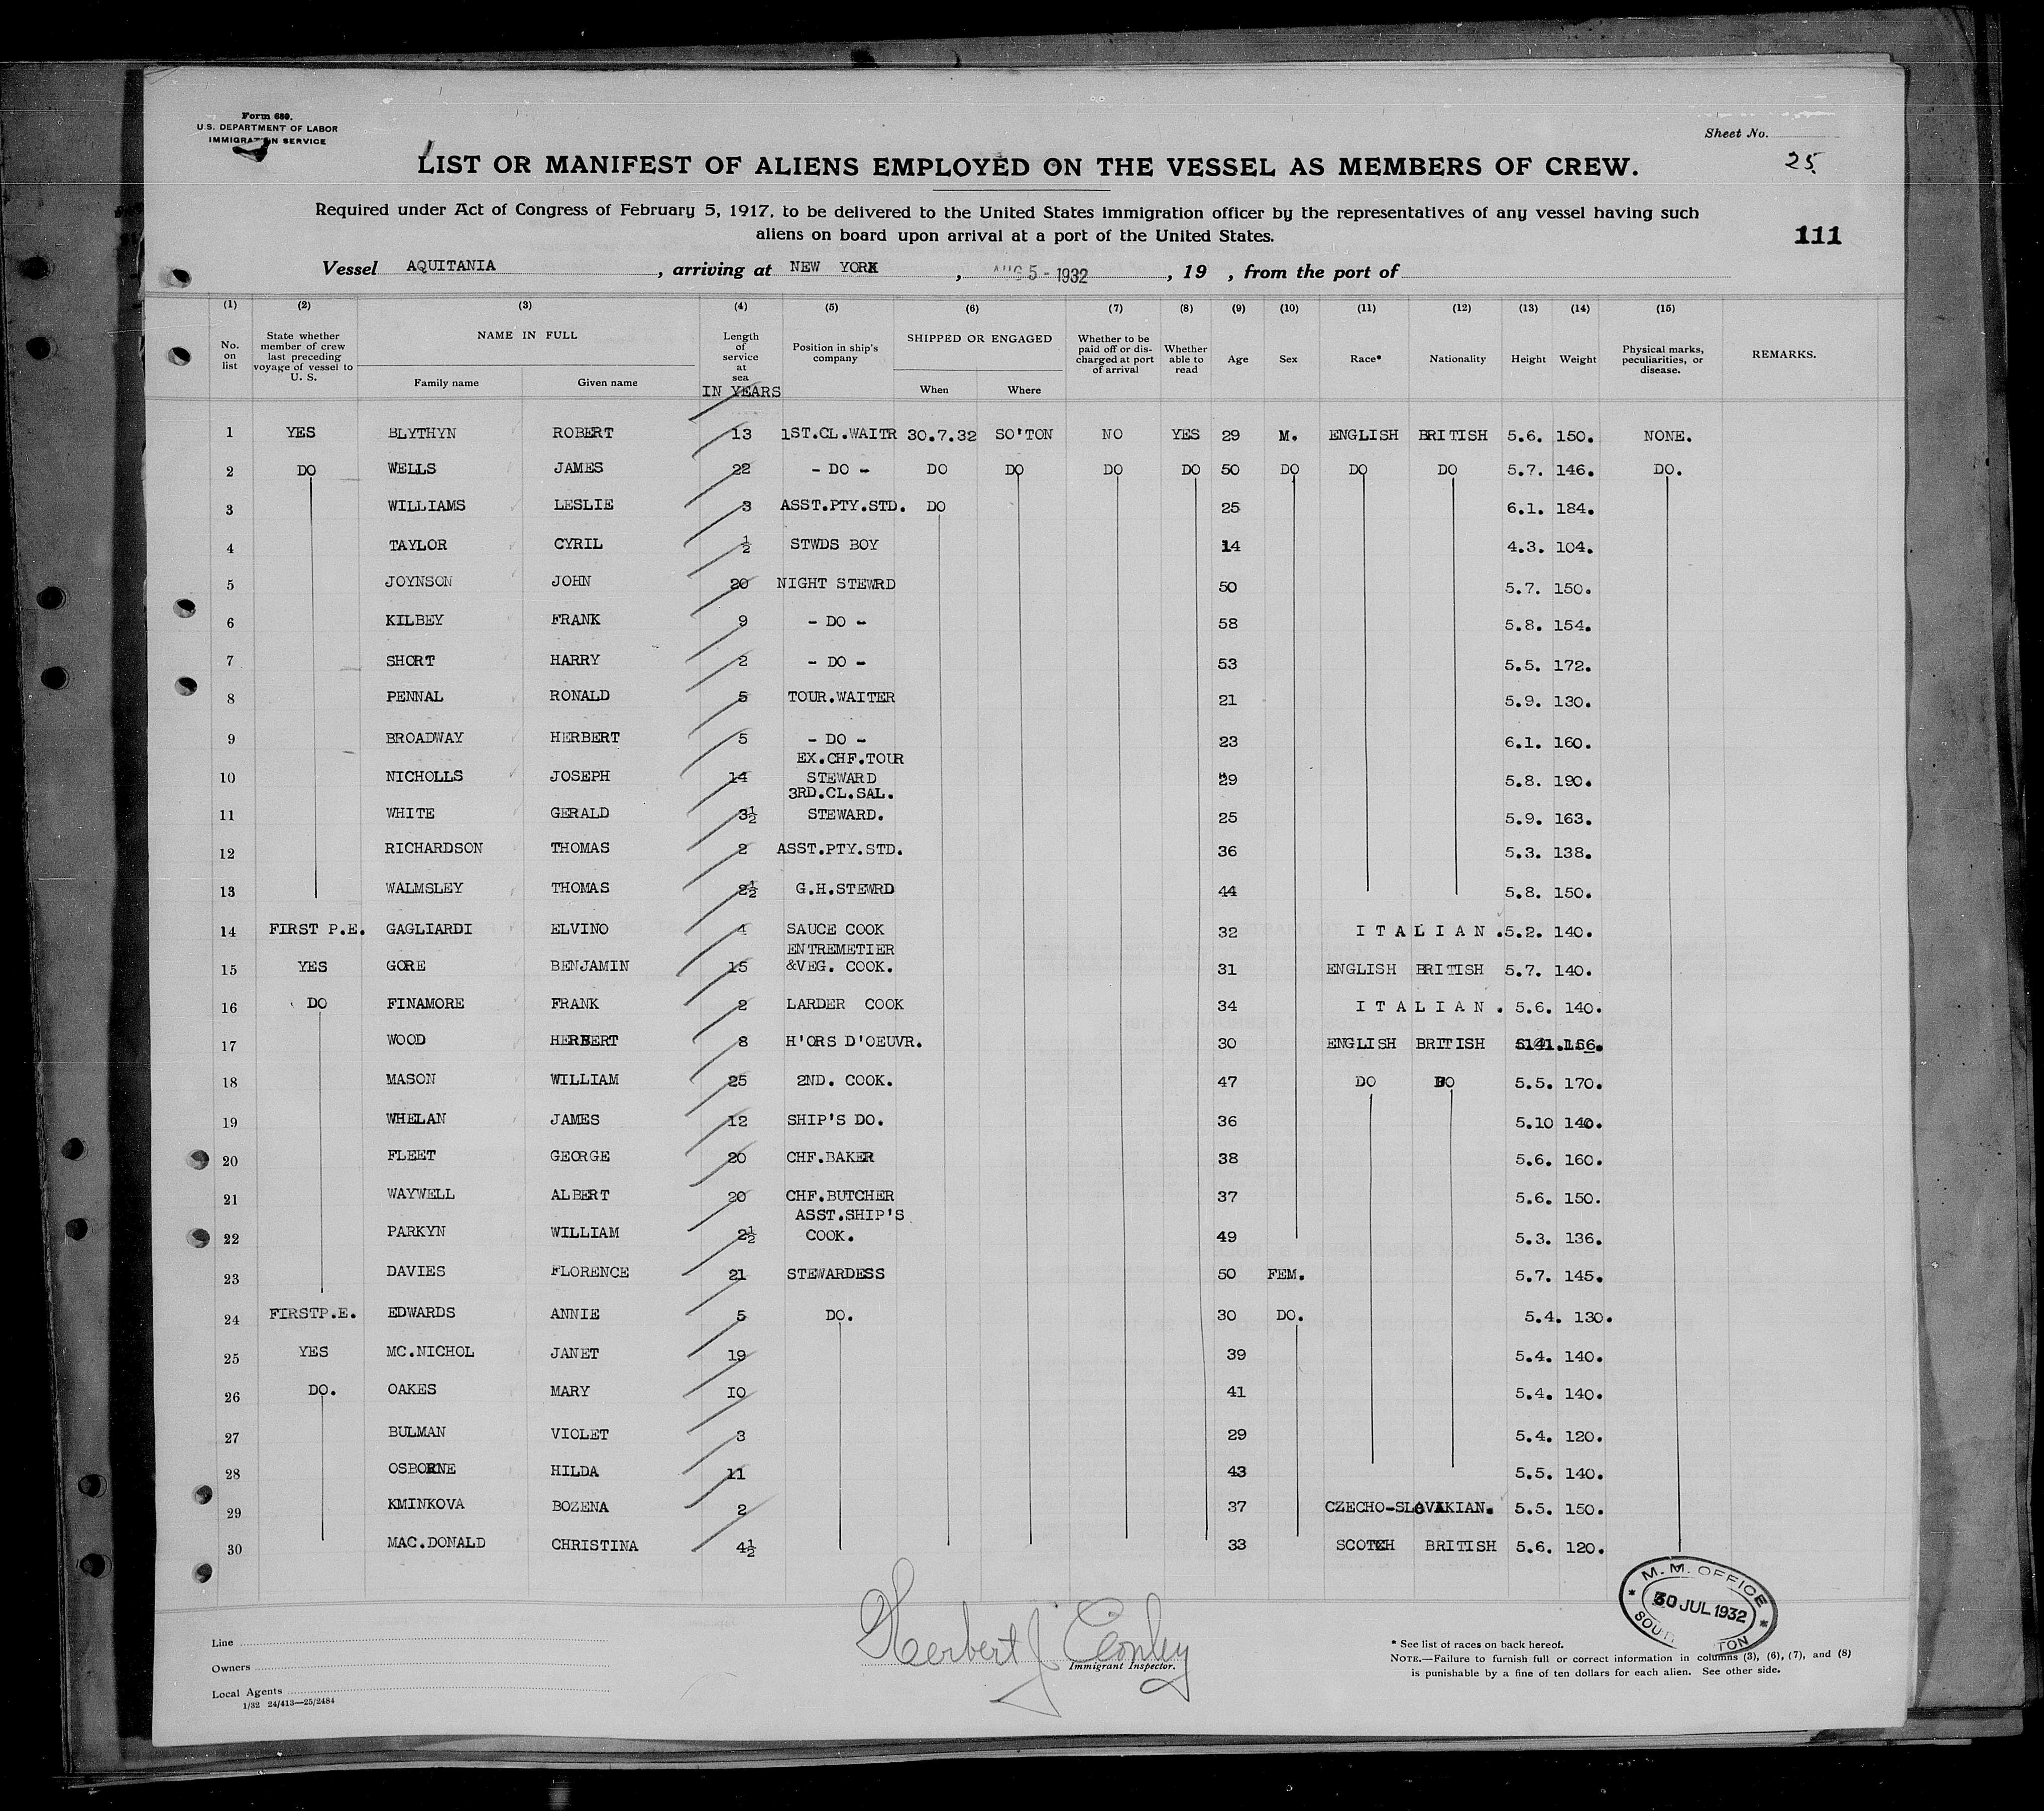 Form 680.
U.S. DEPARTMENT OF LABOR
IMMIGRATION SERVICE
Sheet No.
25
LIST OR MANIFEST OF ALIENS EMPLOYED ON THE VESSEL AS MEMBERS OF CREW.
Required under Act of Congress of February 5, 1917, to be delivered to the United States immigration officer by the representatives of any vessel having such
aliens on board upon arrival at a port of the United States.
111
Vessel AQUITANIA, arriving at NEW YORK, AUG 5 - 1932, 19 , from the port of
(1) (2) (3) (4) (5) (6) (7) (8) (9) (10) (11) (12) (13) (14) (15)
No. on list State whether member of crew last preceding voyage of vessel to U. S. NAME IN FULL Family name Given name Length of service at sea IN YEARS Position in ship's company SHIPPED OR ENGAGED When Where Whether to be paid off or discharged at port of arrival Whether able to read Age Sex Race* Nationality Height Weight Physical marks, peculiarities, or disease. REMARKS.
1 YES BLYTHYN ROBERT 13 1ST.CL.WAITR 30.7.32 SO'TON NO YES 29 M. ENGLISH BRITISH 5.6. 150. NONE.
2 DO WELLS JAMES 22 - DO - DO DO DO DO 50 DO DO DO 5.7. 146. DO.
3 WILLIAMS LESLIE 3 ASST.PTY.STD. DO 25 6.1. 184.
4 TAYLOR CYRIL ½ STWDS BOY 14 4.3. 104.
5 JOYNSON JOHN 20 NIGHT STEWRD 50 5.7. 150.
6 KILBEY FRANK 9 - DO - 58 5.8. 154.
7 SHORT HARRY 2 - DO - 53 5.5. 172.
8 PENNAL RONALD 5 TOUR.WAITER 21 5.9. 130.
9 BROADWAY HERBERT 5 - DO - 23 6.1. 160.
10 NICHOLLS JOSEPH 14 EX.CHF.TOUR STEWARD 29 5.8. 190.
11 WHITE GERALD 3½ 3RD.CL.SAL. STEWARD. 25 5.9. 163.
12 RICHARDSON THOMAS 2 ASST.PTY.STD. 36 5.3. 138.
13 WALMSLEY THOMAS 2½ G.H.STEWRD 44 5.8. 150.
14 FIRST P.E. GAGLIARDI ELVINO 4 SAUCE COOK 32 ITALIAN. 5.2. 140.
15 YES GORE BENJAMIN 15 ENTREMETIER &VEG. COOK. 31 ENGLISH BRITISH 5.7. 140.
16 DO FINAMORE FRANK 2 LARDER COOK 34 ITALIAN. 5.6. 140.
17 WOOD HERBERT 8 H'ORS D'OEUVR. 30 ENGLISH BRITISH
18 MASON WILLIAM 25 2ND. COOK. 47 DO DO 5.5. 170.
19 WHELAN JAMES 12 SHIP'S DO. 36 5.10 140.
20 FLEET GEORGE 20 CHF.BAKER 38 5.6. 160.
21 WAYWELL ALBERT 20 CHF.BUTCHER 37 5.6. 150.
22 PARKYN WILLIAM 2½ ASST.SHIP'S COOK. 49 5.3. 136.
23 DAVIES FLORENCE 21 STEWARDESS 50 FEM. 5.7. 145.
24 FIRSTP.E. EDWARDS ANNIE 5 DO. 30 DO. 5.4. 130.
25 YES MC.NICHOL JANET 19 39 5.4. 140.
26 DO. OAKES MARY 10 41 5.4. 140.
27 BULMAN VIOLET 3 29 5.4. 120.
28 OSBORNE HILDA 11 43 5.5. 140.
29 KMINKOVA BOZENA 2 37 CZECHO-SLOVAKIAN. 5.5. 150.
30 MAC.DONALD CHRISTINA 4½ 33 SCOTCH BRITISH 5.6. 120.
M. M. OFFICE
30 JUL 1932
Line
Owners
Local Agents
1/32 24/413—25/2484
Herbert J Conley
Immigrant Inspector.
* See list of races on back hereof.
NOTE.—Failure to furnish full or correct information in columns (3), (6), (7), and (8)
is punishable by a fine of ten dollars for each alien. See other side.